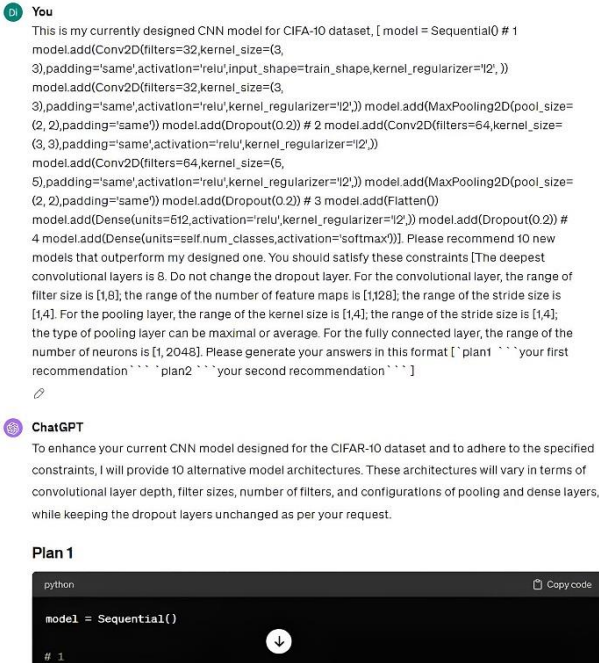 Di You
This is my currently designed CNN model for CIFA-10 dataset, [ model = Sequential() # 1
model.add(Conv2D(filters=32,kernel_size=(3,
3),padding='same',activation='relu',input_shape=train_shape,kernel_regularizer='l2', ))
model.add(Conv2D(filters=32,kernel_size=(3,
3),padding='same',activation='relu',kernel_regularizer='l2',)) model.add(MaxPooling2D(pool_size=
(2, 2),padding='same')) model.add(Dropout(0.2)) # 2 model.add(Conv2D(filters=64,kernel_size=
(3, 3),padding='same',activation='relu',kernel_regularizer='l2',))
model.add(Conv2D(filters=64,kernel_size=(5,
5),padding='same',activation='relu',kernel_regularizer='l2',)) model.add(MaxPooling2D(pool_size=
(2, 2),padding='same')) model.add(Dropout(0.2)) # 3 model.add(Flatten())
model.add(Dense(units=512,activation='relu',kernel_regularizer='l2',)) model.add(Dropout(0.2)) #
4 model.add(Dense(units=self.num_classes,activation='softmax'))]. Please recommend 10 new
models that outperform my designed one. You should satisfy these constraints [The deepest
convolutional layers is 8. Do not change the dropout layer. For the convolutional layer, the range of
filter size is [1,8]; the range of the number of feature maps is [1,128]; the range of the stride size is
[1,4]. For the pooling layer, the range of the kernel size is [1,4]; the range of the stride size is [1,4];
the type of pooling layer can be maximal or average. For the fully connected layer, the range of the
number of neurons is [1, 2048]. Please generate your answers in this format [`plan1 ```your first
recommendation``` `plan2 ```your second recommendation``` ]
ChatGPT
To enhance your current CNN model designed for the CIFAR-10 dataset and to adhere to the specified
constraints, I will provide 10 alternative model architectures. These architectures will vary in terms of
convolutional layer depth, filter sizes, number of filters, and configurations of pooling and dense layers,
while keeping the dropout layers unchanged as per your request.
Plan 1
python Copy code
model = Sequential()
# 1